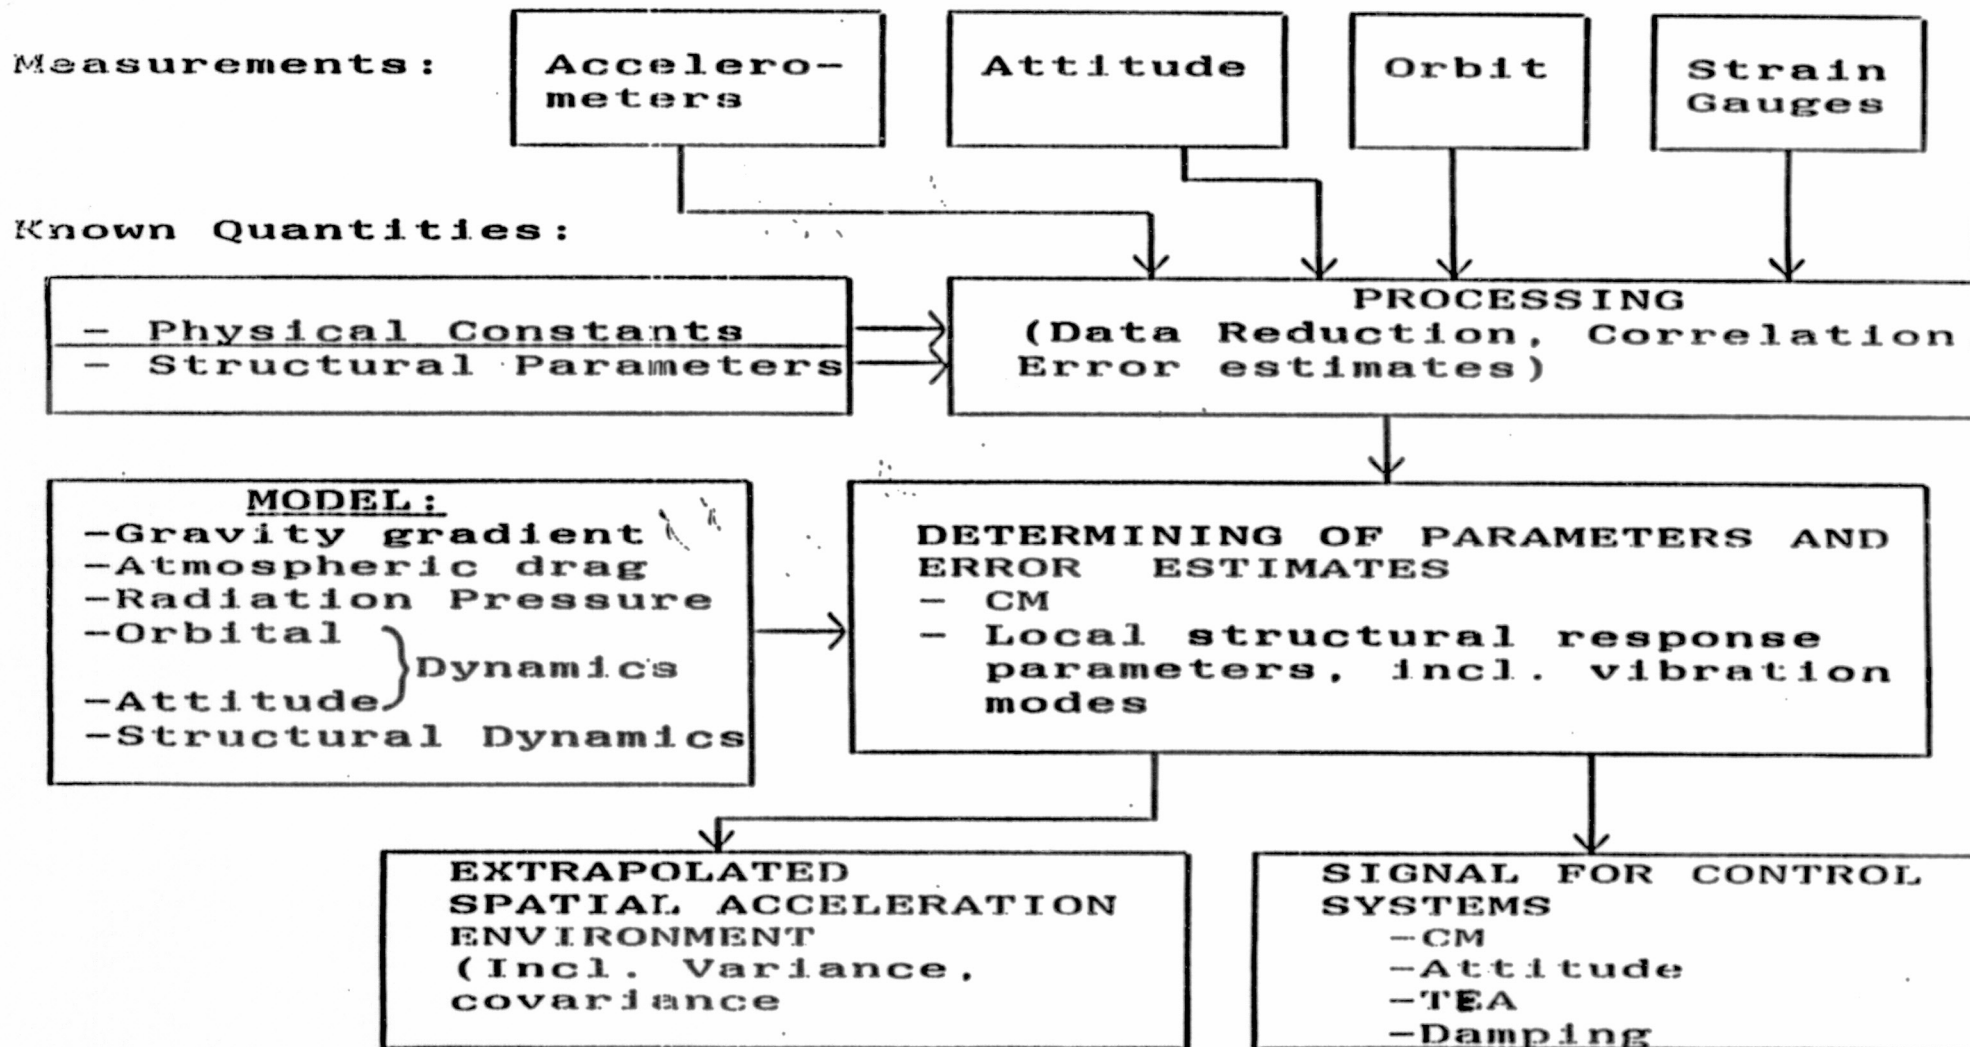 Measurements:
Accelero-
meters
Attitude
Orbit
Strain
Gauges
Known Quantities:
- Physical Constants
- Structural Parameters
PROCESSING
(Data Reduction, Correlation
Error estimates)
MODEL:
-Gravity gradient
-Atmospheric drag
-Radiation Pressure
-Orbital
Dynamics
-Attitude
-Structural Dynamics
DETERMINING OF PARAMETERS AND
ERROR ESTIMATES
- CM
- Local structural response
parameters, incl. vibration
modes
EXTRAPOLATED
SPATIAL ACCELERATION
ENVIRONMENT
(Incl. Variance,
covariance
SIGNAL FOR CONTROL
SYSTEMS
-CM
-Attitude
-TEA
-Damping